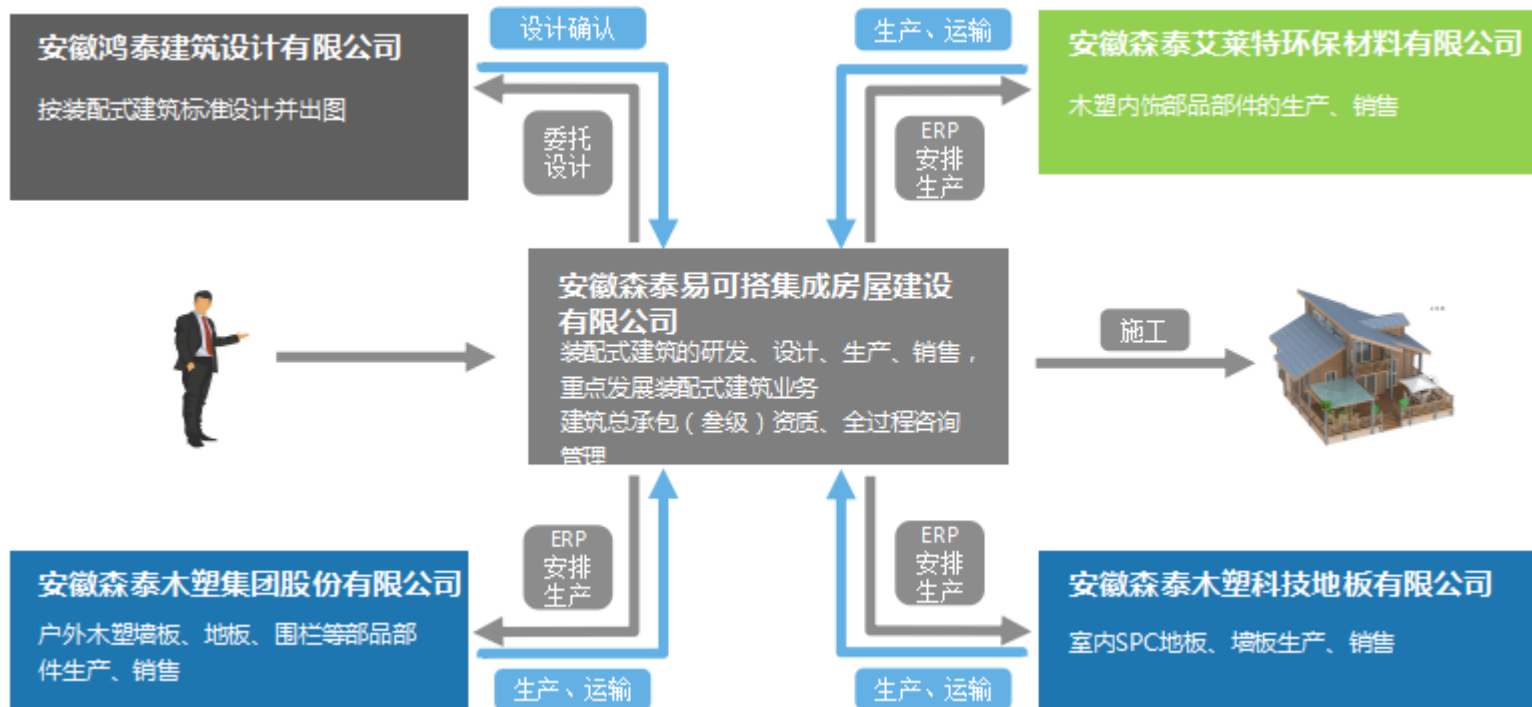 设计确认
生产、运输
安徽鸿泰建筑设计有限公司
按装配式建筑标准设计并出图
安徽森泰艾莱特环保材料有限公司
木塑内饰部品部件的生产、销售
委托
设计
ERP
安排
生产
安徽森泰易可搭集成房屋建设
有限公司
装配式建筑的研发、设计、生产、销售，
重点发展装配式建筑业务
建筑总承包（叁级）资质、全过程咨询
管理
施工
ERP
安排
生产
ERP
安排
生产
安徽森泰木塑集团股份有限公司
户外木塑墙板、地板、围栏等部品部
件生产、销售
安徽森泰木塑科技地板有限公司
室内SPC地板、墙板生产、销售
生产、运输
生产、运输